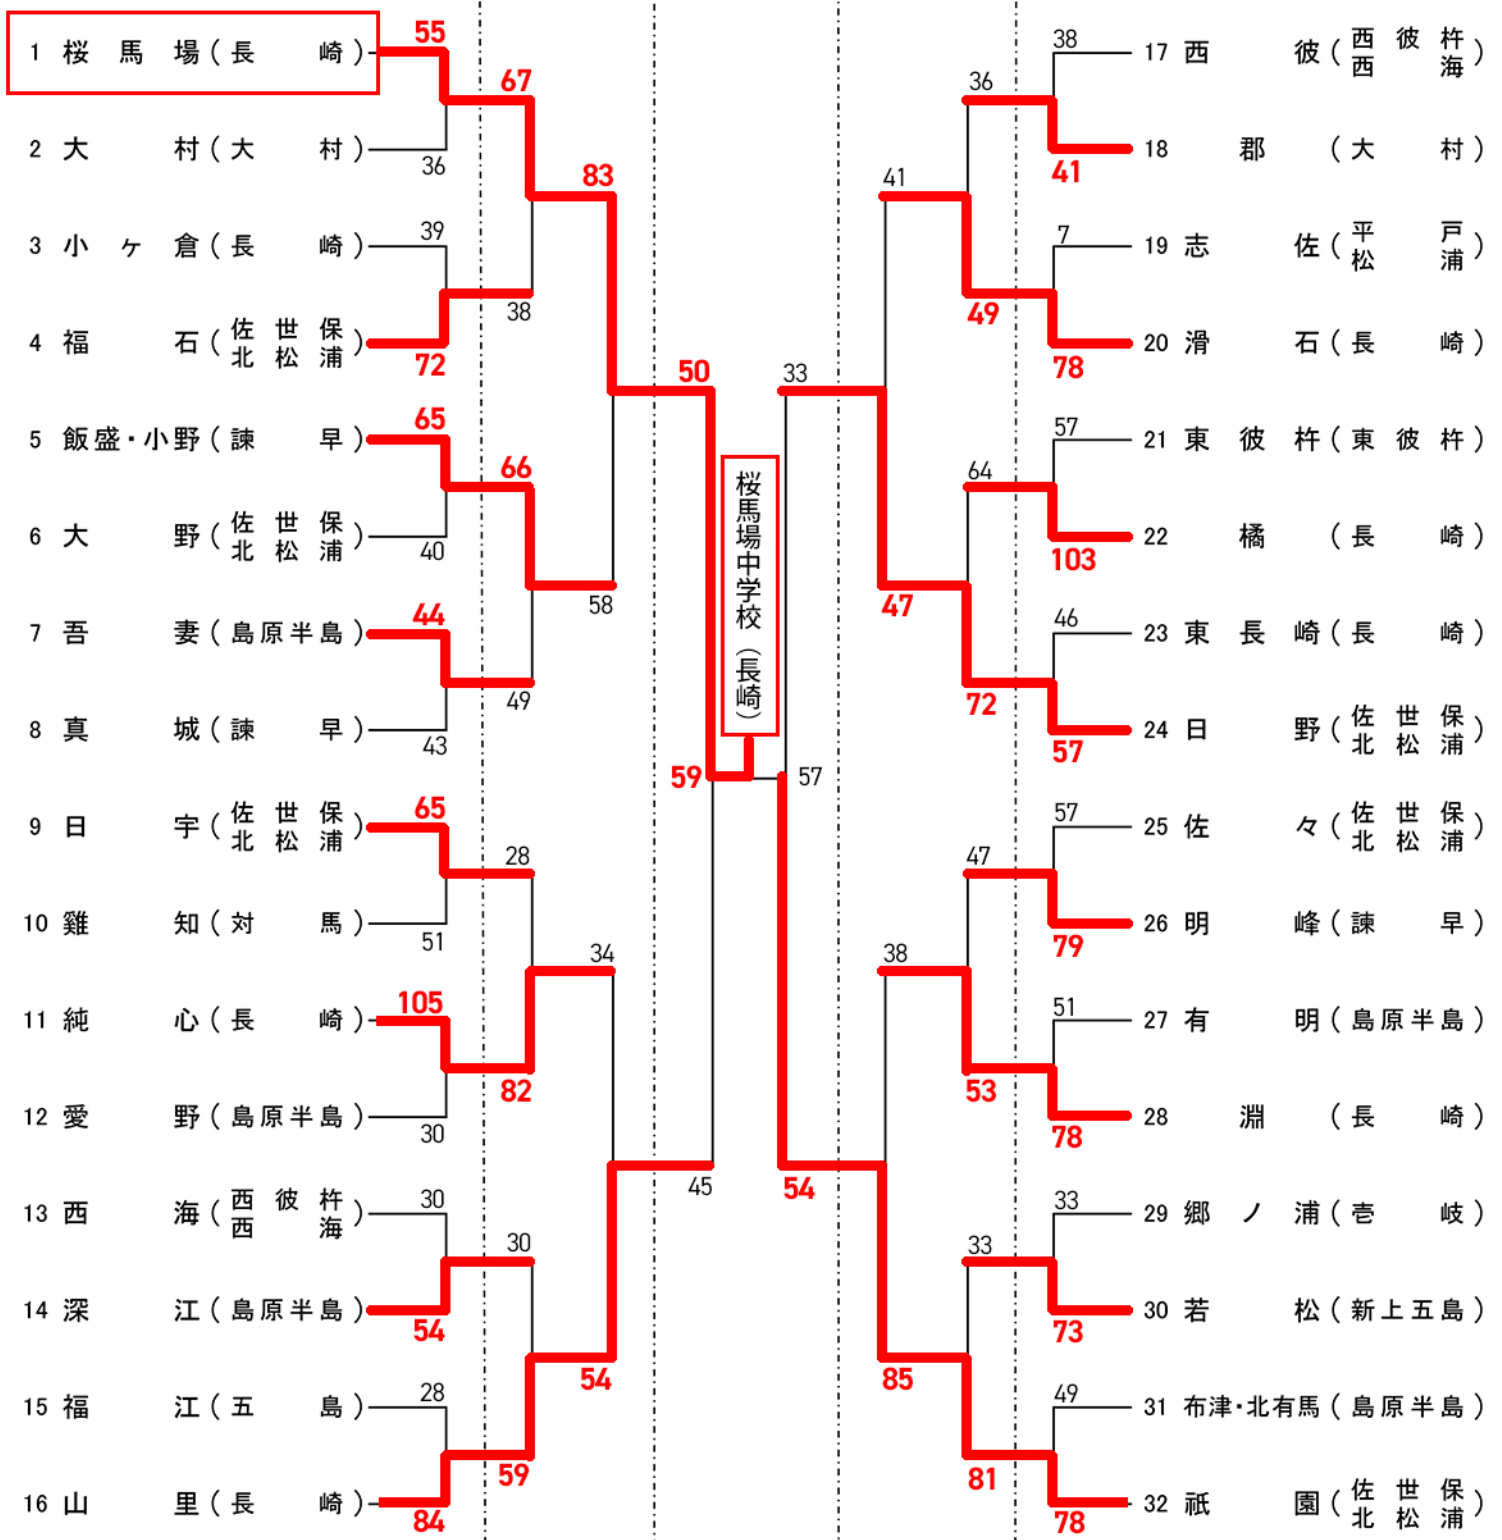 1 桜馬場(長崎) 55
2 大村(大村) 36
67
3 小ヶ倉(長崎) 39
4 福石(佐世保北松浦) 72
38
83
5 飯盛・小野(諫早) 65
6 大野(佐世保北松浦) 40
66
7 吾妻(島原半島) 44
8 真城(諫早) 43
49
58
50
9 日宇(佐世保北松浦) 65
10 雞知(対馬) 51
28
11 純心(長崎) 105
12 愛野(島原半島) 30
82
34
13 西海(西彼杵西海) 30
14 深江(島原半島) 54
30
15 福江(五島) 28
16 山里(長崎) 84
59
54
45
59
桜馬場中学校(長崎)
57
38 17 西彼(西彼杵西海)
41 18 郡(大村)
36
7 19 志佐(平戸松浦)
78 20 滑石(長崎)
49
41
57 21 東彼杵(東彼杵)
103 22 橘(長崎)
64
46 23 東長崎(長崎)
57 24 日野(佐世保北松浦)
72
47
33
57 25 佐々(佐世保北松浦)
79 26 明峰(諫早)
47
51 27 有明(島原半島)
78 28 淵(長崎)
53
38
33 29 郷ノ浦(壱岐)
73 30 若松(新上五島)
33
49 31 布津・北有馬(島原半島)
78 32 祇園(佐世保北松浦)
81
85
54